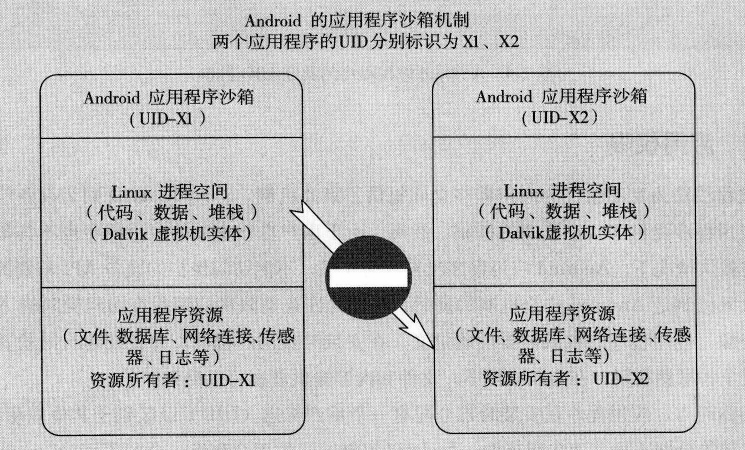 Android 的应用程序沙箱机制
两个应用程序的UID分别标识为X1、X2
Android 应用程序沙箱
（UID–X1）
Linux 进程空间
（代码、数据、堆栈）
（Dalvik 虚拟机实体）
应用程序资源
（文件、数据库、网络连接、传感
器、日志等）
资源所有者：UID–X1
Android 应用程序沙箱
（UID–X2）
Linux 进程空间
（代码、数据、堆栈）
（Dalvik虚拟机实体）
应用程序资源
（文件、数据库、网络连接、传感
器、日志等）
资源所有者：UID–X2